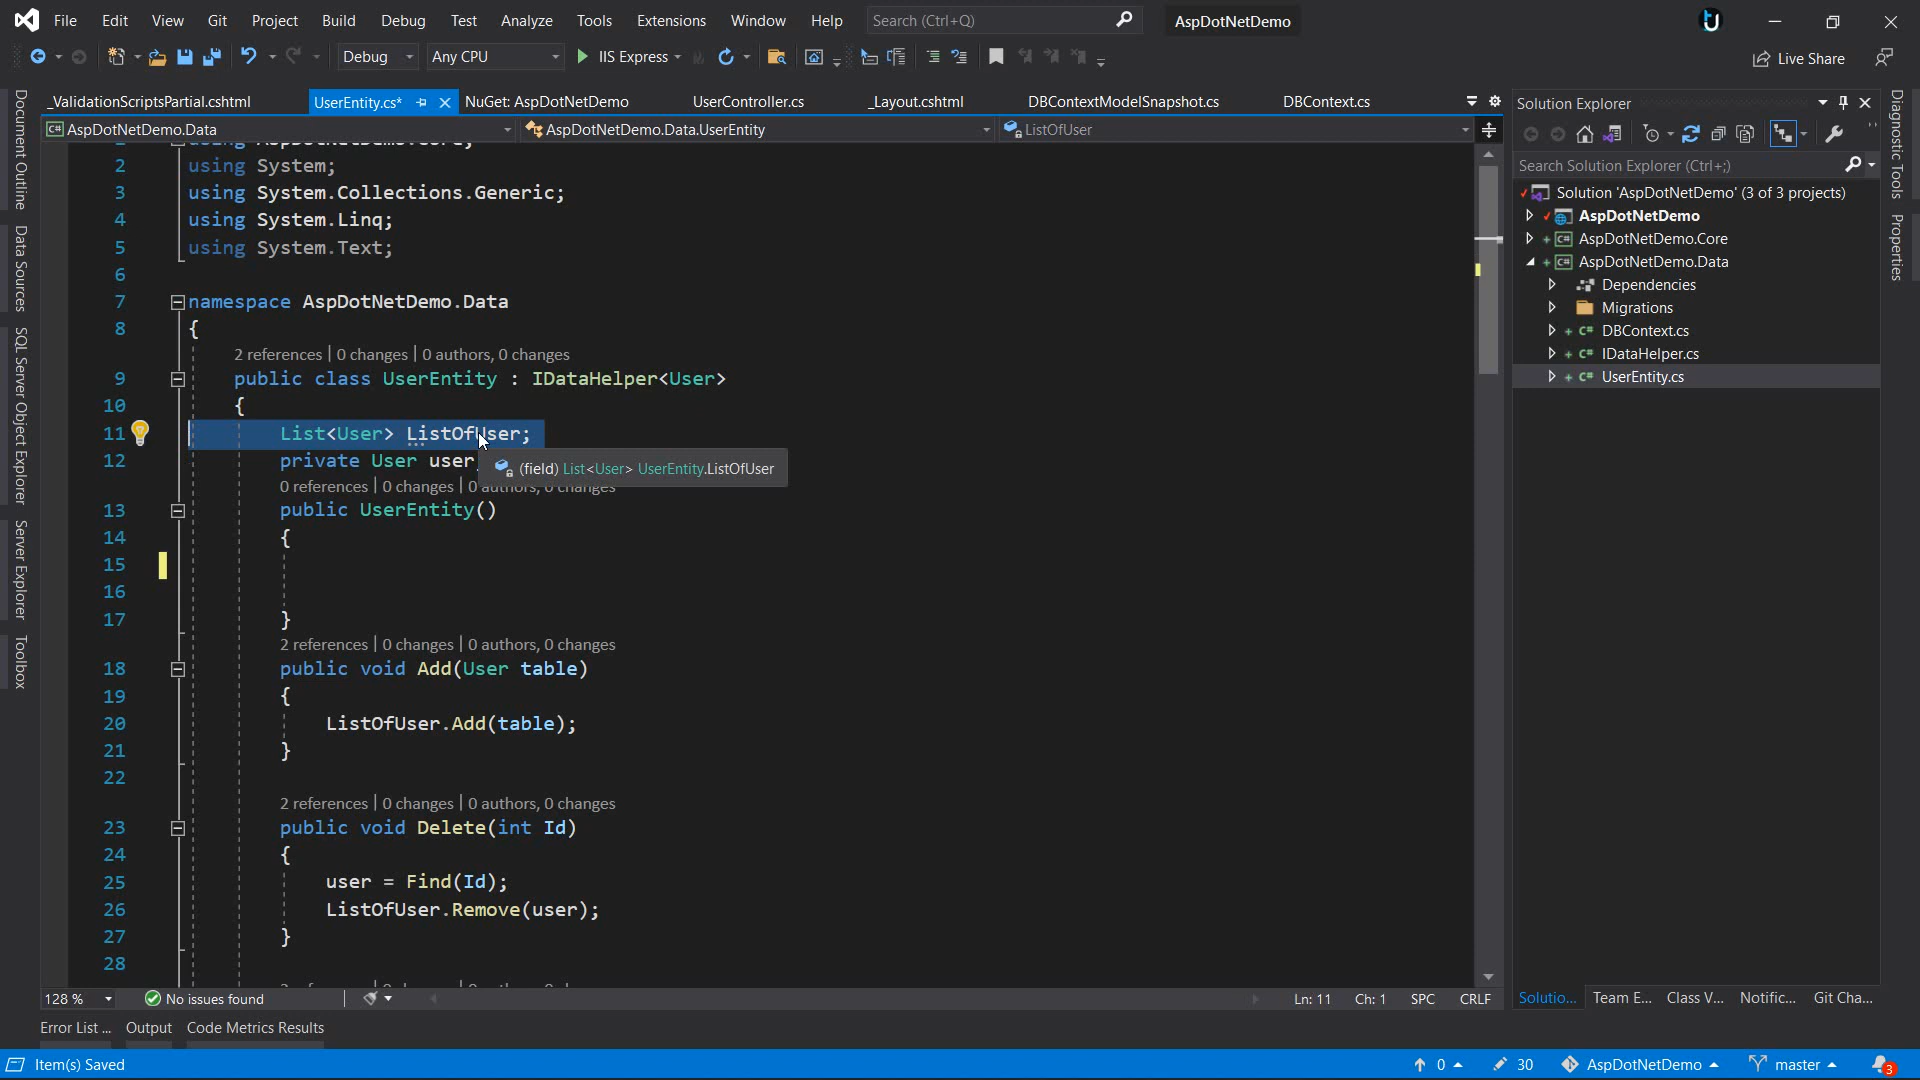 File Edit View Git Project Build Debug Test Analyze Tools Extensions Window Help Search (Ctrl+Q) AspDotNetDemo
Debug Any CPU IIS Express Live Share
_ValidationScriptsPartial.cshtml UserEntity.cs* NuGet: AspDotNetDemo UserController.cs _Layout.cshtml DBContextModelSnapshot.cs DBContext.cs
AspDotNetDemo.Data AspDotNetDemo.Data.UserEntity ListOfUser
Document Outline
Data Sources
SQL Server Object Explorer
Server Explorer
Toolbox
2 using System;
3 using System.Collections.Generic;
4 using System.Linq;
5 using System.Text;
6
7 namespace AspDotNetDemo.Data
8 {
2 references | 0 changes | 0 authors, 0 changes
9 public class UserEntity : IDataHelper<User>
10 {
11 List<User> ListOfUser;
12 private User user
(field) List<User> UserEntity.ListOfUser
0 references | 0 changes | 0 authors, 0 changes
13 public UserEntity()
14 {
15
16
17 }
2 references | 0 changes | 0 authors, 0 changes
18 public void Add(User table)
19 {
20 ListOfUser.Add(table);
21 }
22
2 references | 0 changes | 0 authors, 0 changes
23 public void Delete(int Id)
24 {
25 user = Find(Id);
26 ListOfUser.Remove(user);
27 }
28
128 % No issues found Ln: 11 Ch: 1 SPC CRLF
Error List ... Output Code Metrics Results
Solution Explorer
Search Solution Explorer (Ctrl+;)
Solution 'AspDotNetDemo' (3 of 3 projects)
AspDotNetDemo
AspDotNetDemo.Core
AspDotNetDemo.Data
Dependencies
Migrations
DBContext.cs
IDataHelper.cs
UserEntity.cs
Solutio... Team E... Class V... Notific... Git Cha...
Diagnostic Tools
Properties
Item(s) Saved 0 30 AspDotNetDemo master 3